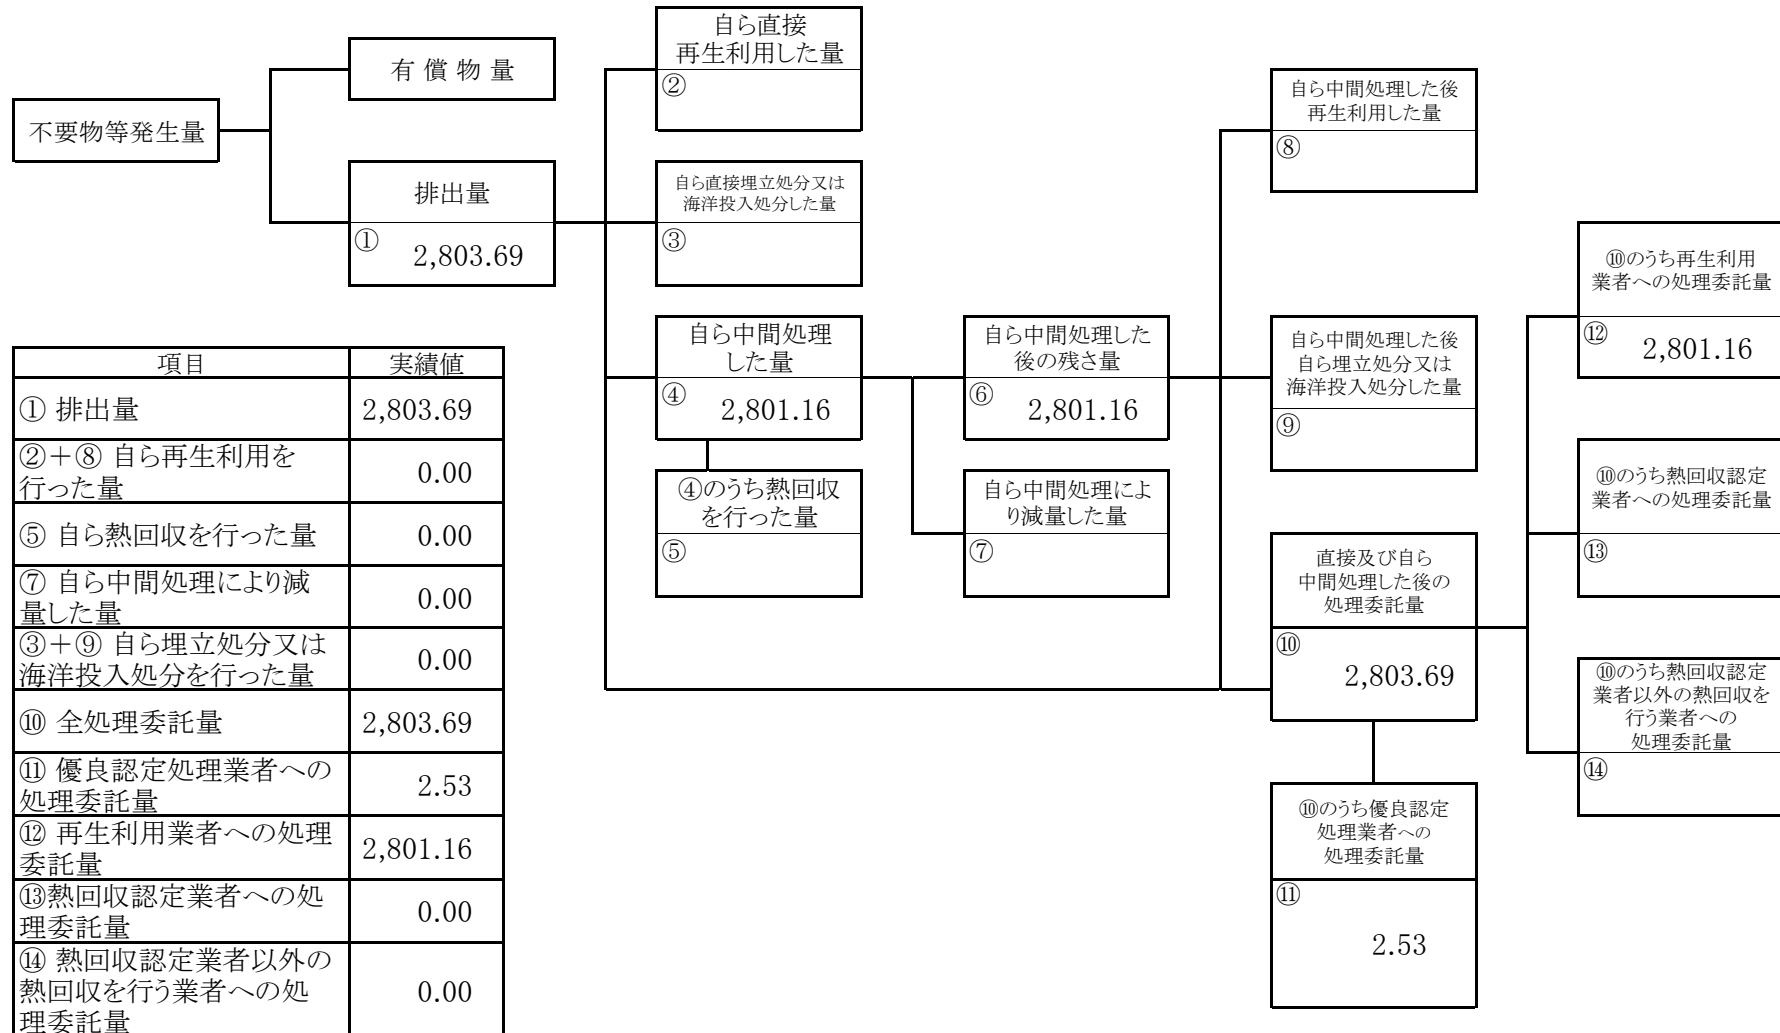 不要物等発生量
有 償 物 量
排出量
①
2,803.69
自ら直接
再生利用した量
②
自ら直接埋立処分又は
海洋投入処分した量
③
自ら中間処理
した量
④
2,801.16
④のうち熱回収
を行った量
⑤
自ら中間処理した
後の残さ量
⑥
2,801.16
自ら中間処理によ
り減量した量
⑦
自ら中間処理した後
再生利用した量
⑧
自ら中間処理した後
自ら埋立処分又は
海洋投入処分した量
⑨
直接及び自ら
中間処理した後の
処理委託量
⑩
2,803.69
⑩のうち優良認定
処理業者への
処理委託量
⑪
2.53
⑩のうち再生利用
業者への処理委託量
⑫
2,801.16
⑩のうち熱回収認定
業者への処理委託量
⑬
⑩のうち熱回収認定
業者以外の熱回収を
行う業者への
処理委託量
⑭
項目 実績値
① 排出量 2,803.69
②+⑧ 自ら再生利用を
行った量 0.00
⑤ 自ら熱回収を行った量 0.00
⑦ 自ら中間処理により減
量した量 0.00
③+⑨ 自ら埋立処分又は
海洋投入処分を行った量 0.00
⑩ 全処理委託量 2,803.69
⑪ 優良認定処理業者への
処理委託量 2.53
⑫ 再生利用業者への処理
委託量 2,801.16
⑬熱回収認定業者への処
理委託量 0.00
⑭ 熱回収認定業者以外の
熱回収を行う業者への処
理委託量 0.00